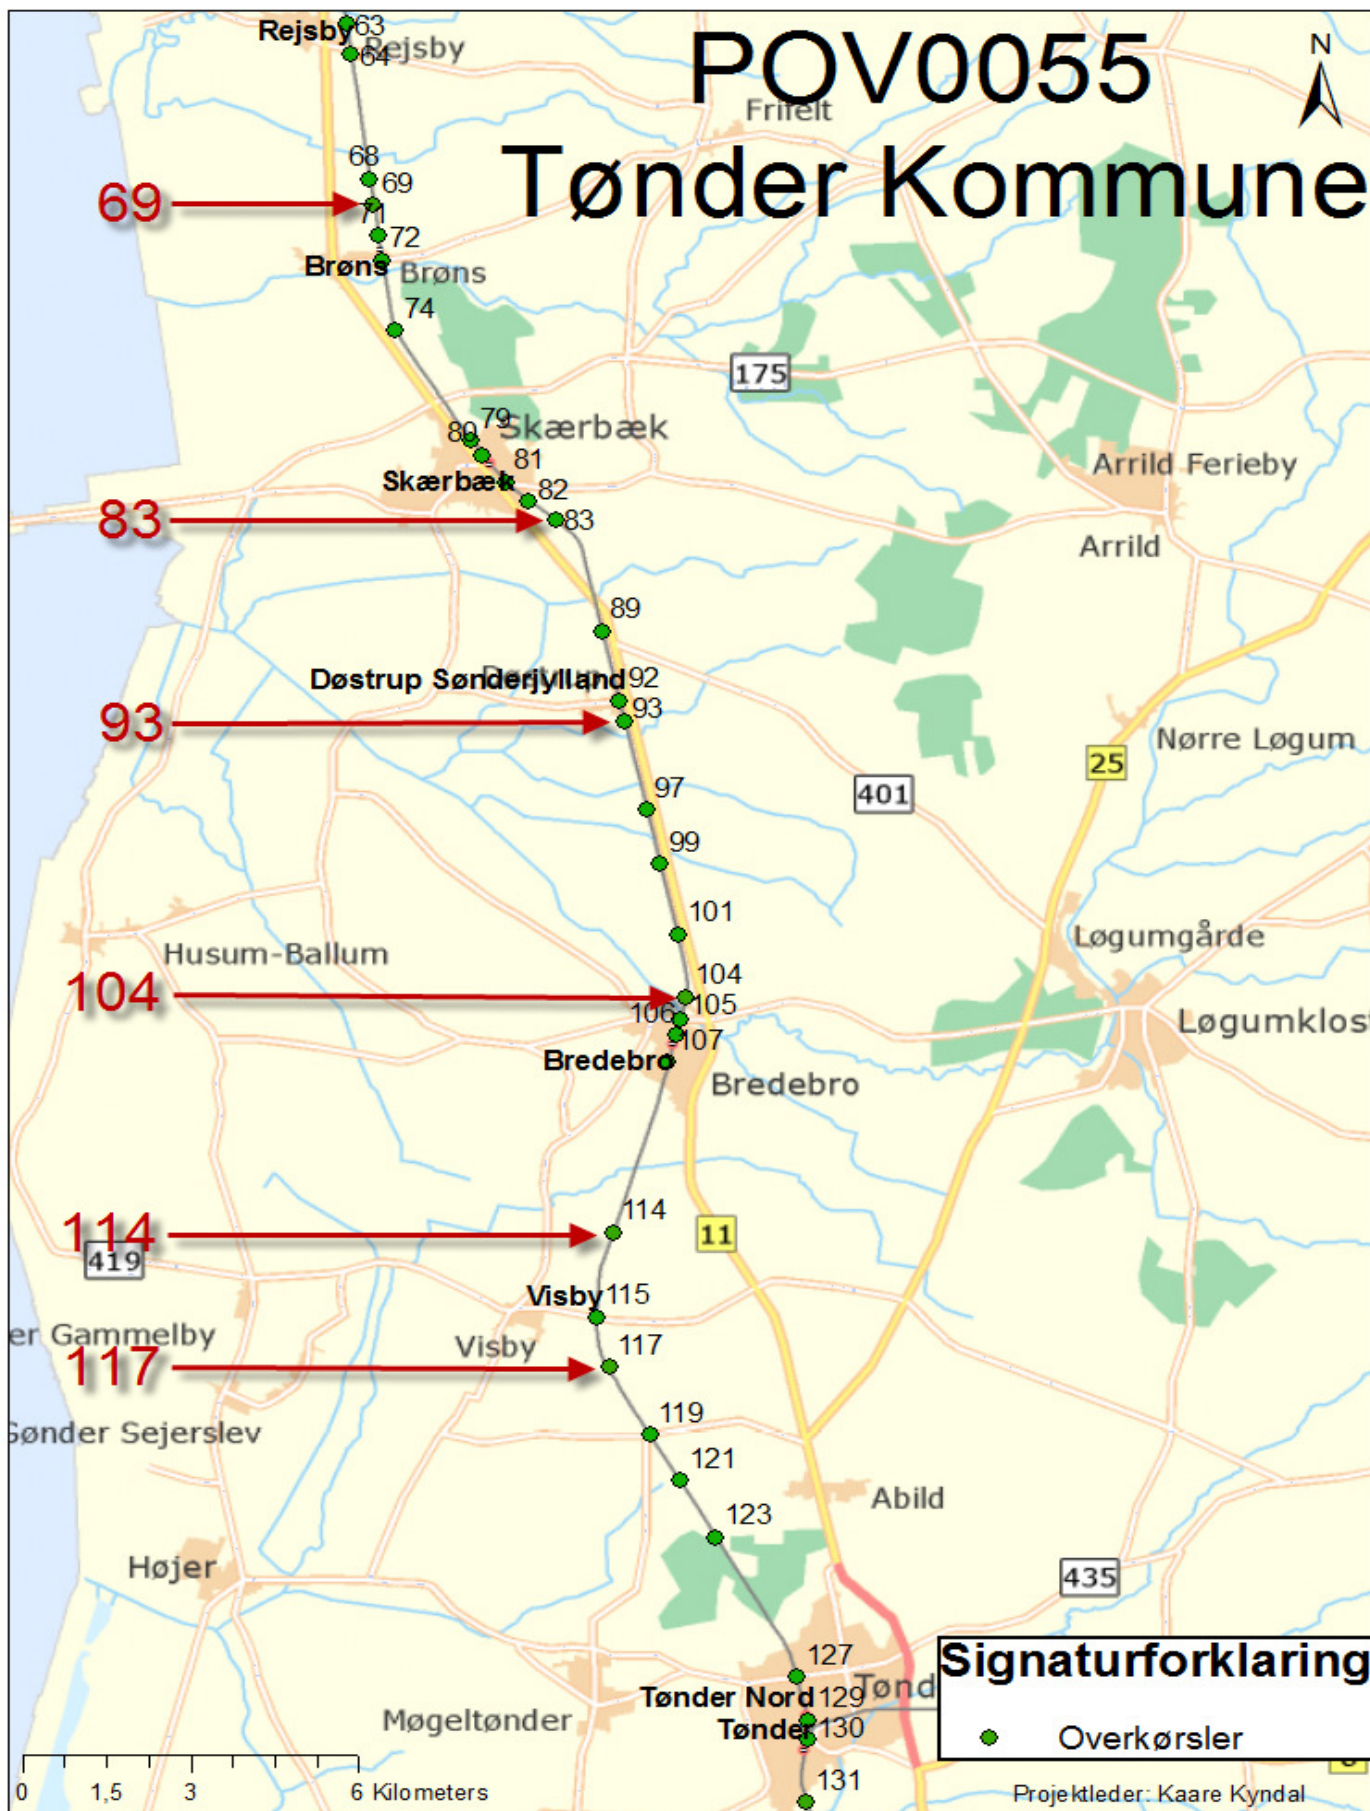 POV0055
Tønder Kommune
N
Rejsby
63
Rejsby
64
Frifelt
68
69
69
71
72
Brøns
Brøns
74
175
79
Skærbæk
80
81
Skærbæk
82
83
83
Arrild Ferieby
Arrild
89
Døstrup
Døstrup Sønderjylland
92
93
93
Nørre Løgum
25
401
97
99
101
Husum-Ballum
Løgumgårde
104
104
105
106
107
Løgumklost
Bredebro
Bredebro
114
114
11
419
Visby
115
er Gammelby
Visby
117
117
Sønder Sejerslev
119
121
Abild
123
Højer
435
127
Tønder Nord
129
Tønd
Tønder
130
Møgeltønder
131
Signaturforklaring
Overkørsler
0 1,5 3 6 Kilometers
Projektleder: Kaare Kyndal